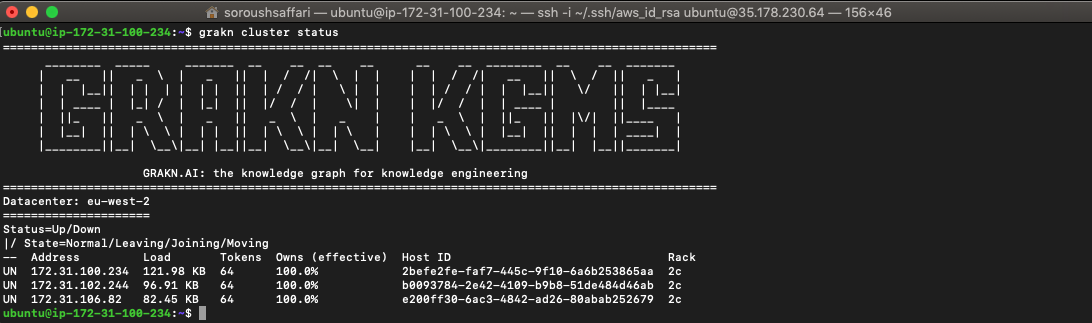 soroushsaffari — ubuntu@ip-172-31-100-234: ~ — ssh -i ~/.ssh/aws_id_rsa ubuntu@35.178.230.64 — 156×46
[ubuntu@ip-172-31-100-234:~$ grakn cluster status
GRAKN KGMS
GRAKN.AI: the knowledge graph for knowledge engineering
Datacenter: eu-west-2
=====================
Status=Up/Down
|/ State=Normal/Leaving/Joining/Moving
--  Address         Load       Tokens  Owns (effective)  Host ID                               Rack
UN  172.31.100.234  121.98 KB  64      100.0%            2befe2fe-faf7-445c-9f10-6a6b253865aa  2c
UN  172.31.102.244  96.91 KB   64      100.0%            b0093784-2e42-4109-b9b8-51de484d46ab  2c
UN  172.31.106.82   82.45 KB   64      100.0%            e200ff30-6ac3-4842-ad26-80abab252679  2c
ubuntu@ip-172-31-100-234:~$